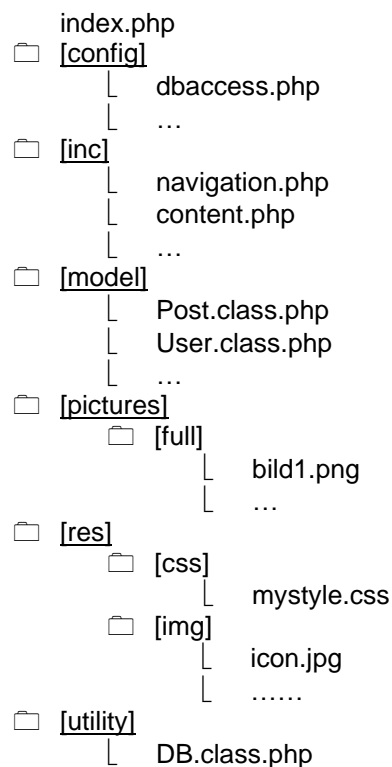 index.php
[config]
dbaccess.php
…
[inc]
navigation.php
content.php
…
[model]
Post.class.php
User.class.php
…
[pictures]
[full]
bild1.png
…
[res]
[css]
mystyle.css
[img]
icon.jpg
……
[utility]
DB.class.php